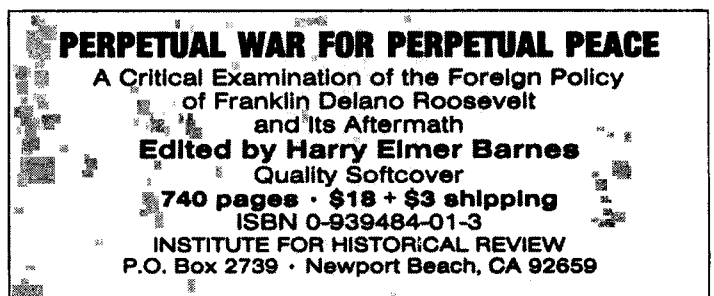 PERPETUAL WAR FOR PERPETUAL PEACE
A Critical Examination of the Foreign Policy
of Franklin Delano Roosevelt
and Its Aftermath
Edited by Harry Elmer Barnes
Quality Softcover
740 pages · $18 + $3 shipping
ISBN 0-939484-01-3
INSTITUTE FOR HISTORICAL REVIEW
P.O. Box 2739 · Newport Beach, CA 92659